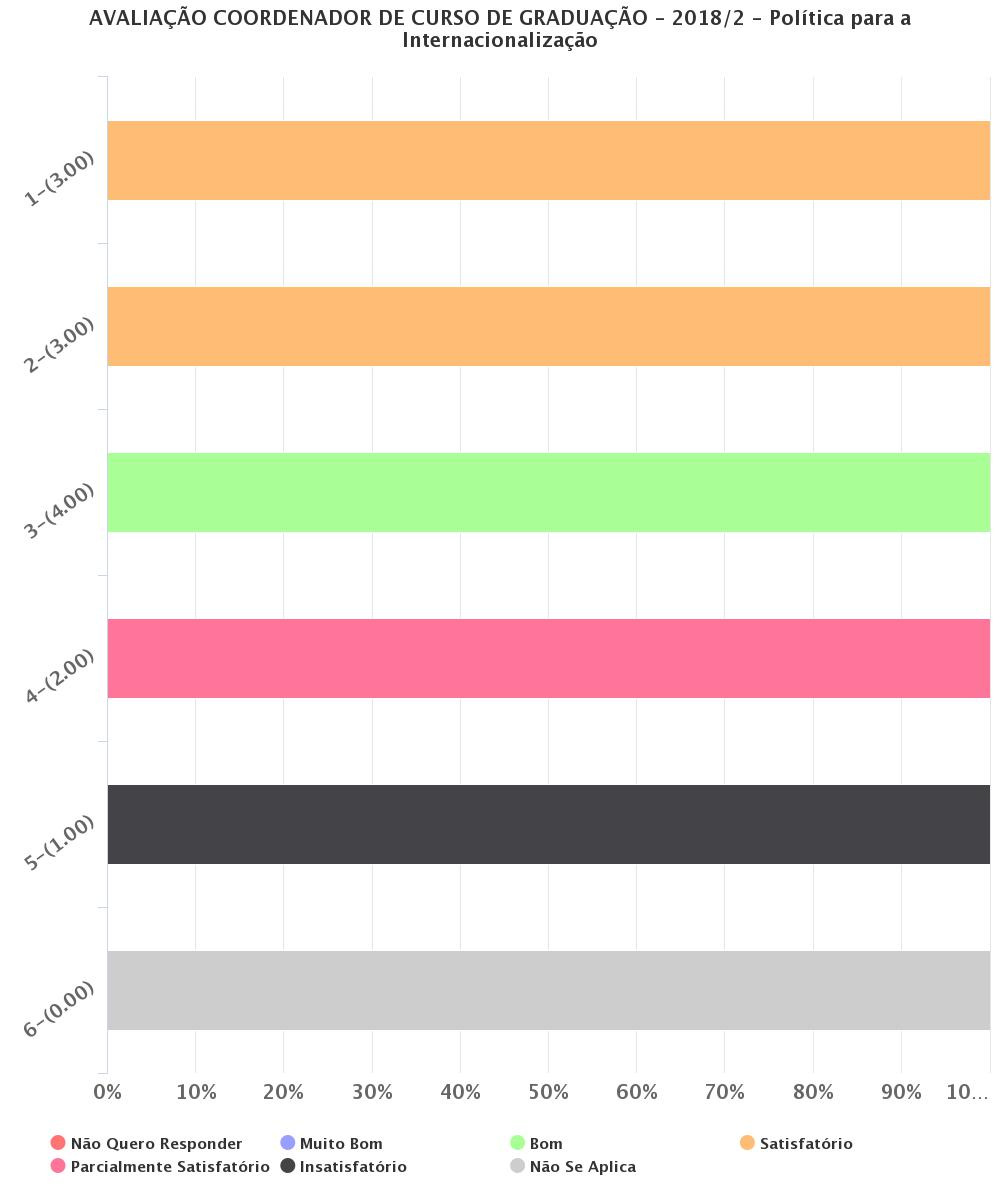 AVALIAÇÃO COORDENADOR DE CURSO DE GRADUAÇÃO - 2018/2 - Política para a
Internacionalização
1-(3.00)
2-(3.00)
3-(4.00)
4-(2.00)
5-(1.00)
6-(0.00)
0% 10% 20% 30% 40% 50% 60% 70% 80% 90% 10...
Não Quero Responder Muito Bom Bom Satisfatório
Parcialmente Satisfatório Insatisfatório Não Se Aplica